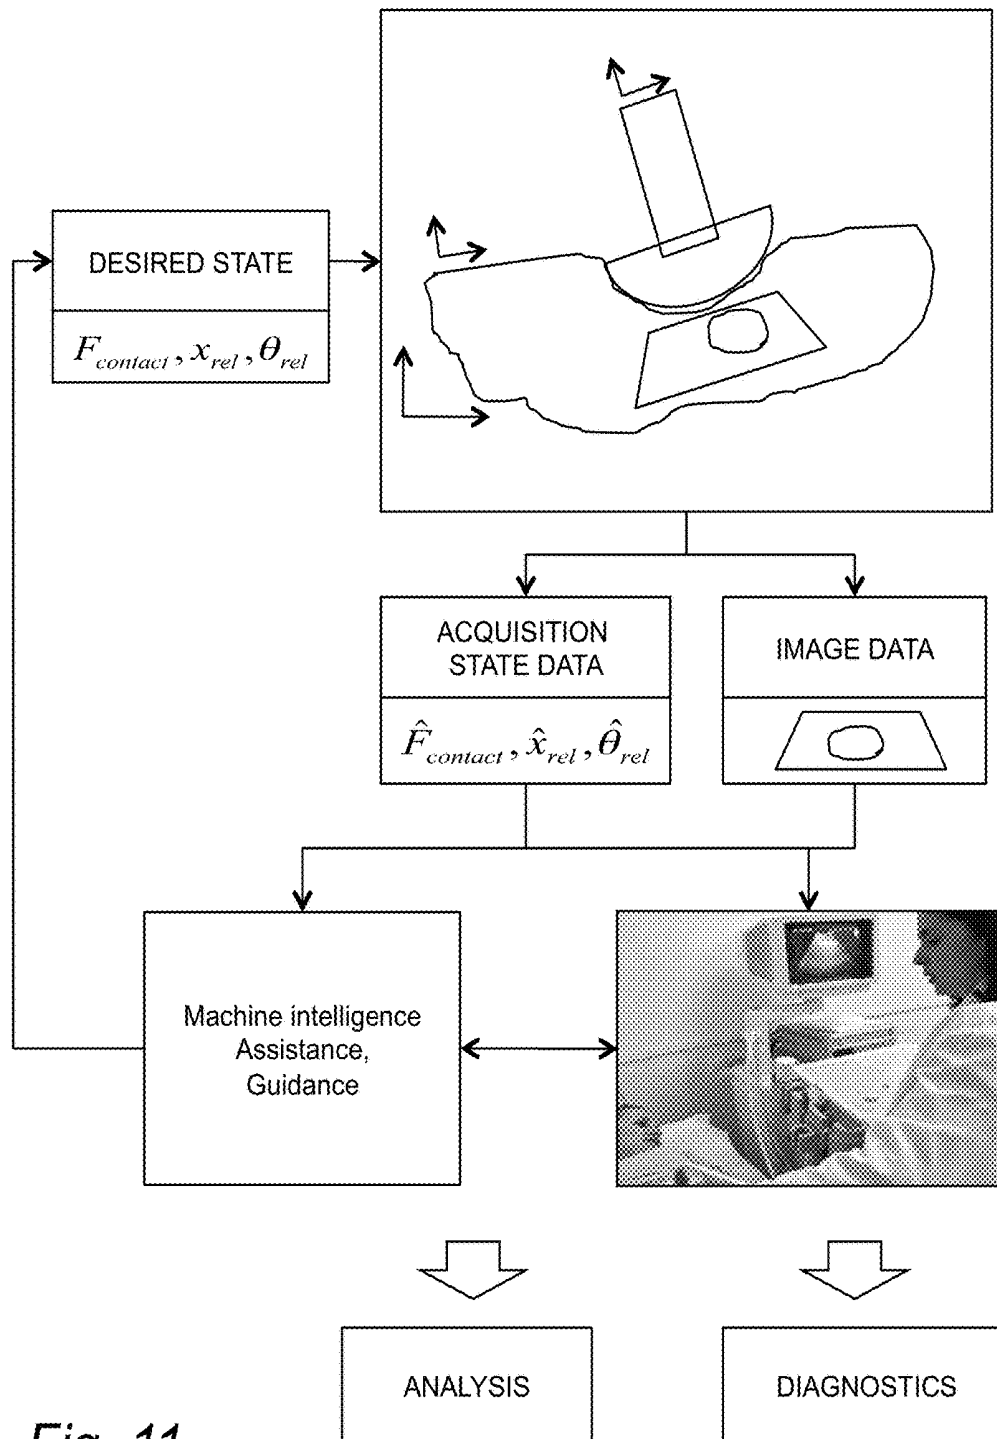 DESIRED STATE
F_contact, x_rel, θ_rel
ACQUISITION
STATE DATA
F̂_contact, x̂_rel, θ̂_rel
IMAGE DATA
Machine intelligence
Assistance,
Guidance
ANALYSIS
DIAGNOSTICS
Fig. 11